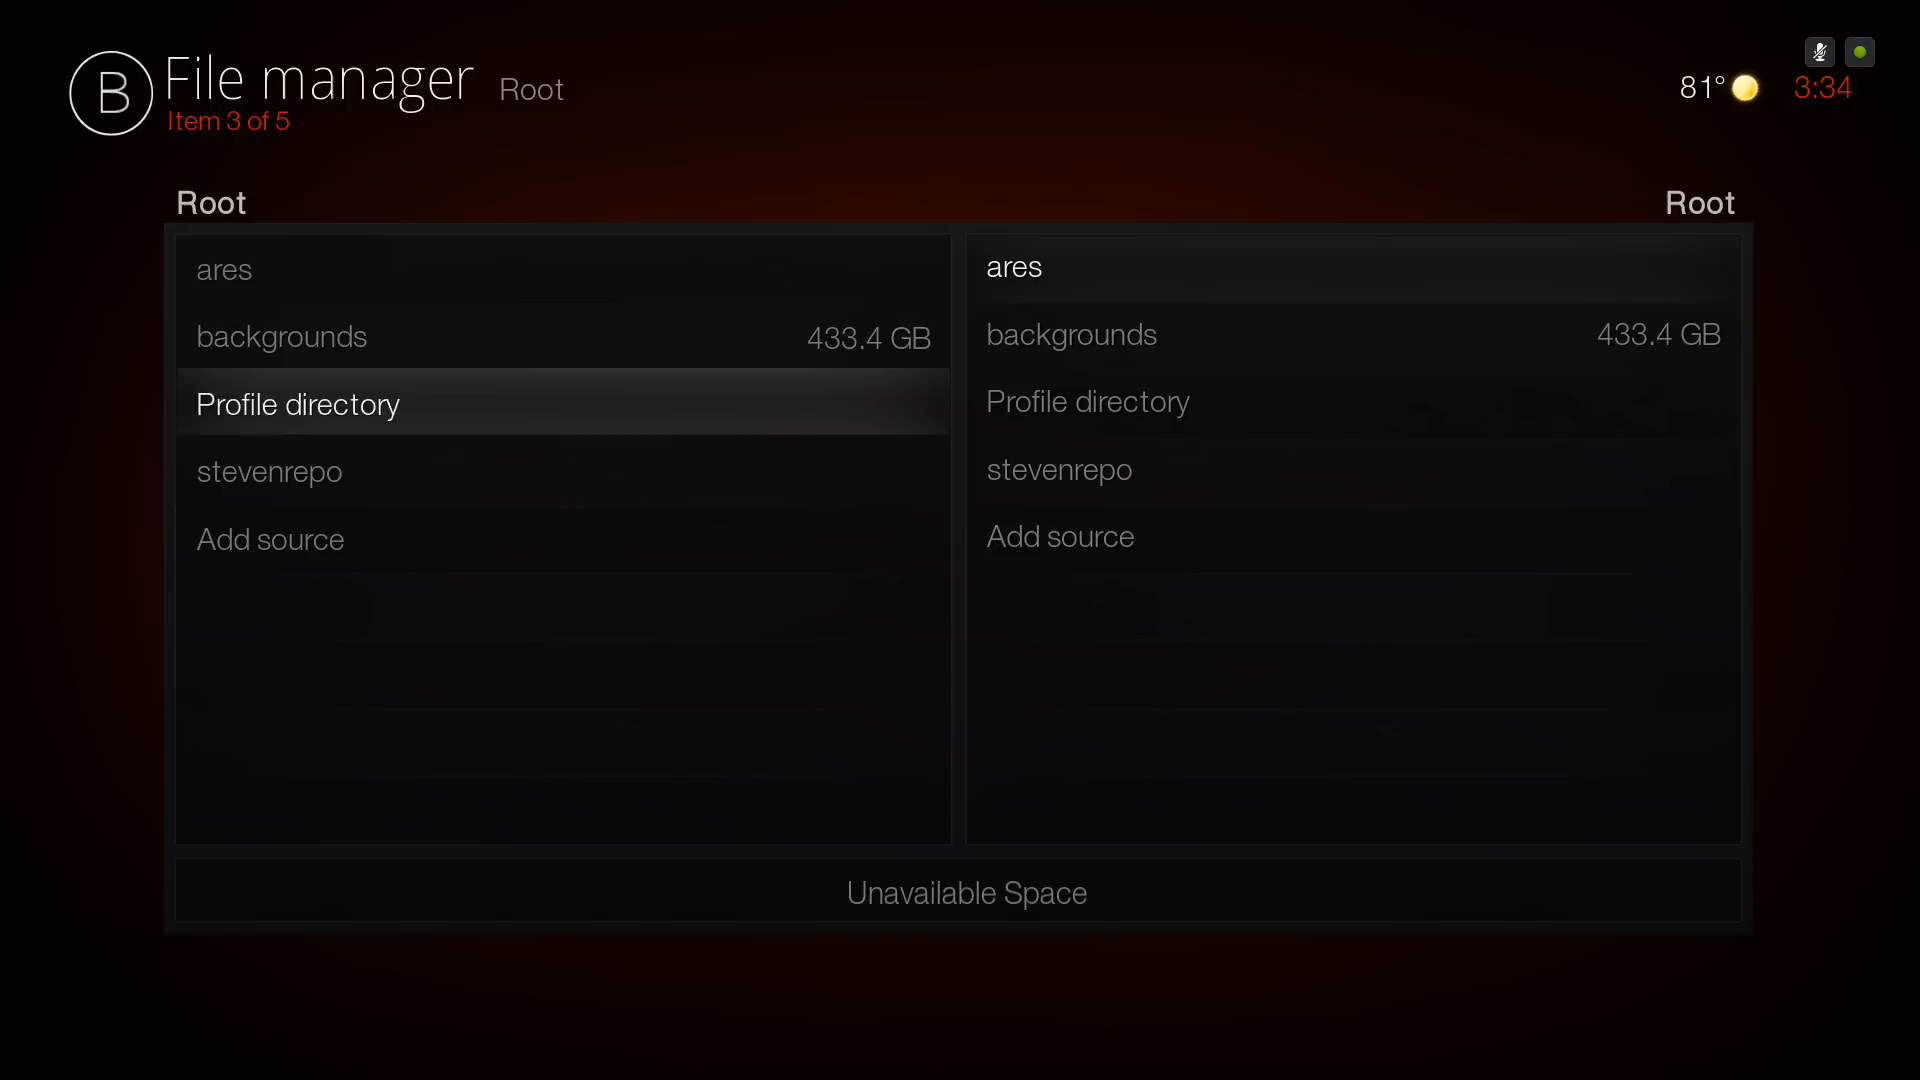 B File manager Root
Item 3 of 5
81° 3:34
Root
Root
ares
backgrounds 433.4 GB
Profile directory
stevenrepo
Add source
ares
backgrounds 433.4 GB
Profile directory
stevenrepo
Add source
Unavailable Space